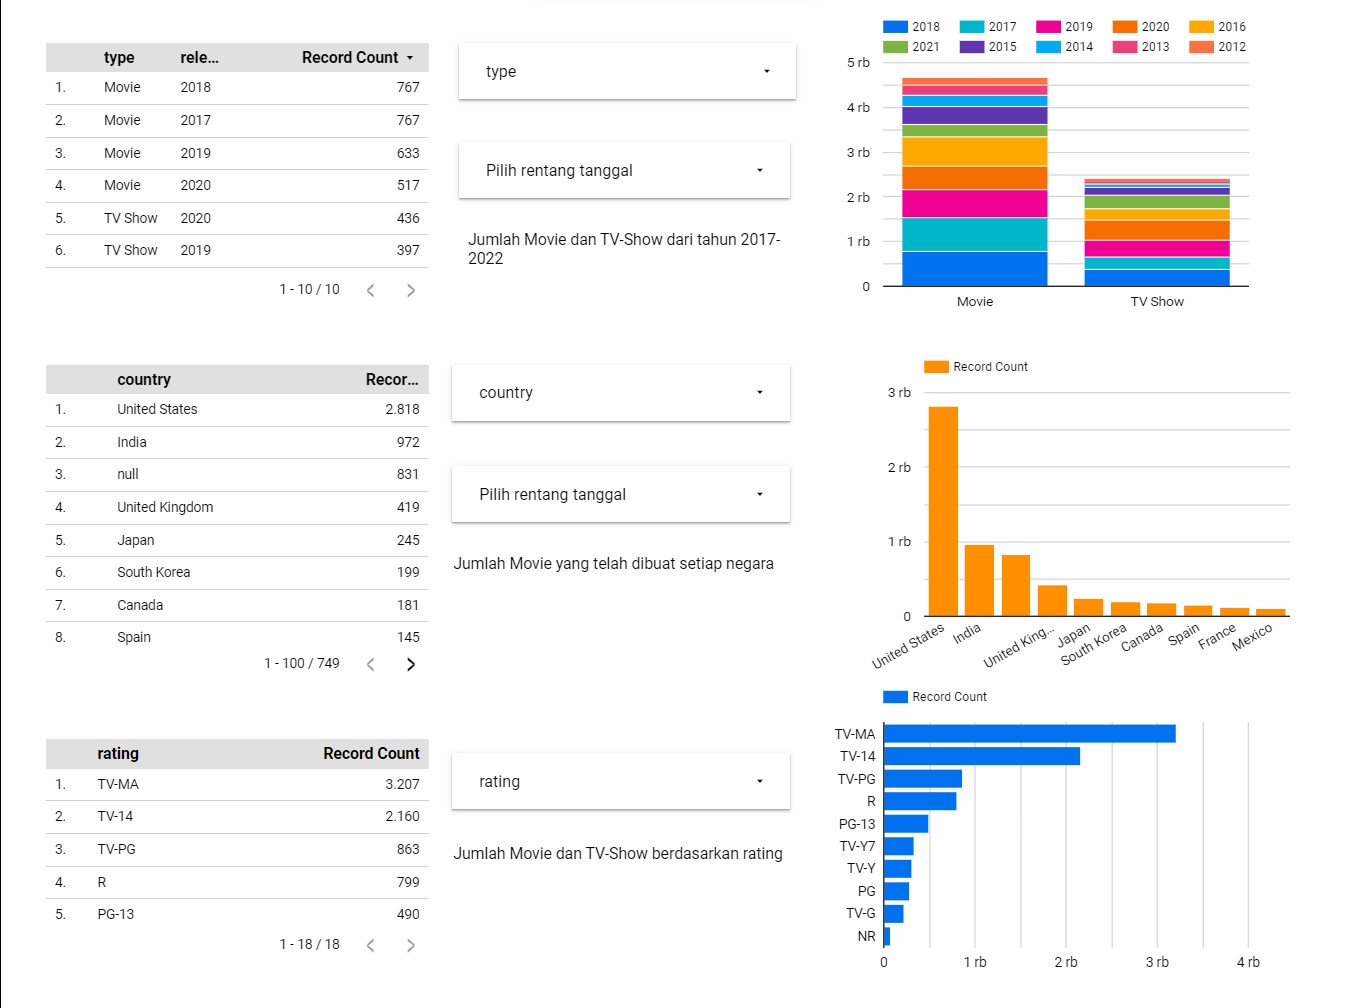 type rele... Record Count
1. Movie 2018 767
2. Movie 2017 767
3. Movie 2019 633
4. Movie 2020 517
5. TV Show 2020 436
6. TV Show 2019 397
1 - 10 / 10
type
Pilih rentang tanggal
Jumlah Movie dan TV-Show dari tahun 2017-
2022
2018 2017 2019 2020 2016
2021 2015 2014 2013 2012
5 rb
4 rb
3 rb
2 rb
1 rb
0
Movie TV Show
country Recor...
1. United States 2.818
2. India 972
3. null 831
4. United Kingdom 419
5. Japan 245
6. South Korea 199
7. Canada 181
8. Spain 145
1 - 100 / 749
country
Pilih rentang tanggal
Jumlah Movie yang telah dibuat setiap negara
Record Count
3 rb
2 rb
1 rb
0
United States India United King... Japan South Korea Canada Spain France Mexico
rating Record Count
1. TV-MA 3.207
2. TV-14 2.160
3. TV-PG 863
4. R 799
5. PG-13 490
1 - 18 / 18
rating
Jumlah Movie dan TV-Show berdasarkan rating
Record Count
TV-MA
TV-14
TV-PG
R
PG-13
TV-Y7
TV-Y
PG
TV-G
NR
0 1 rb 2 rb 3 rb 4 rb